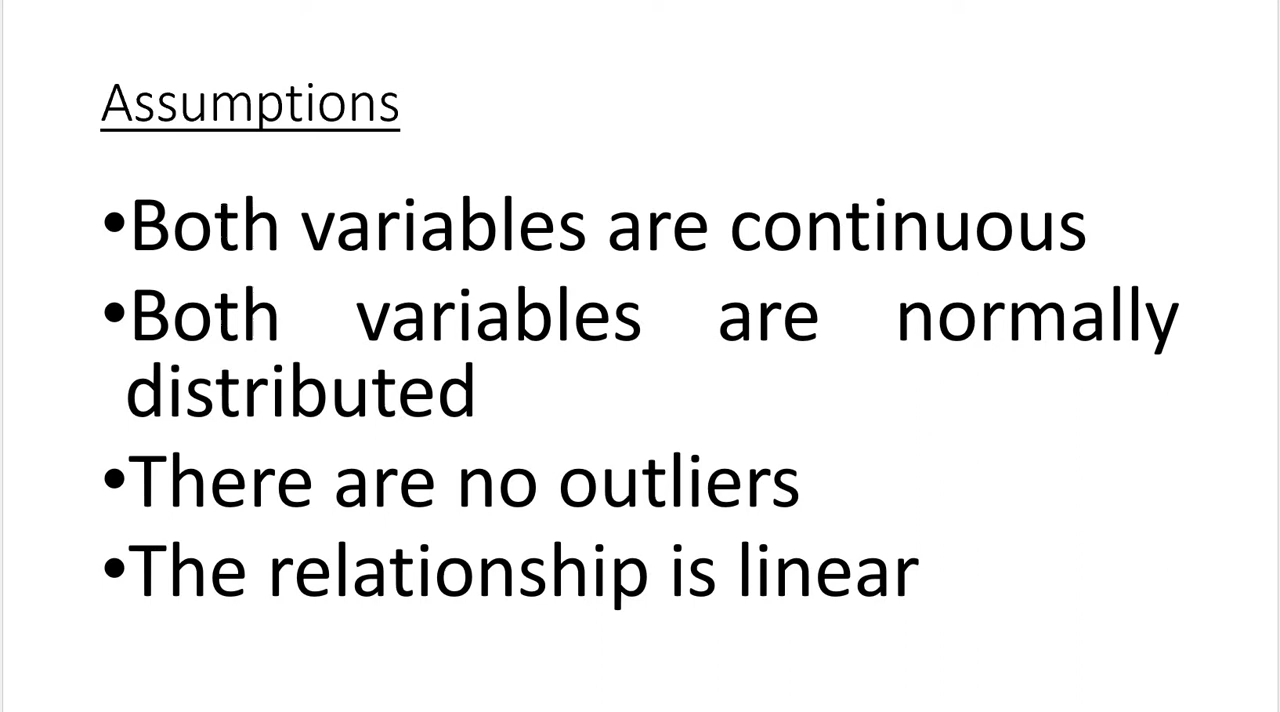 Assumptions
•Both variables are continuous
•Both variables are normally
distributed
•There are no outliers
•The relationship is linear